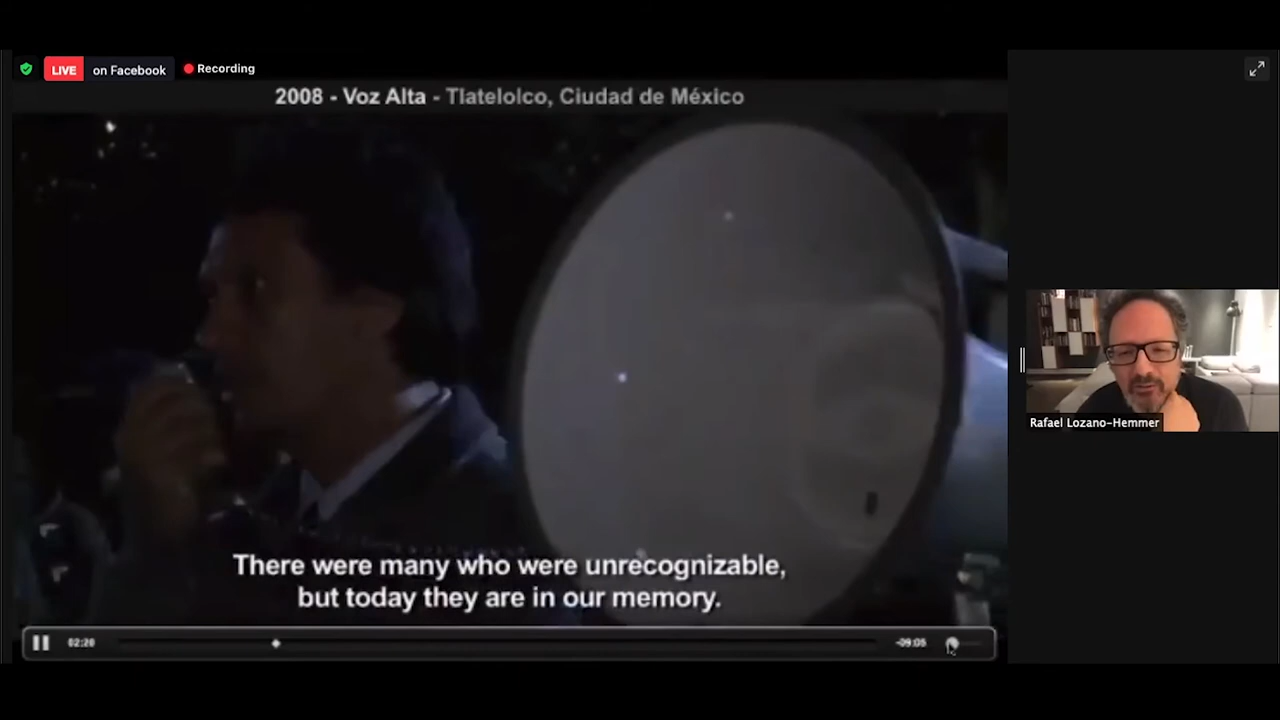 LIVE on Facebook Recording
2008 - Voz Alta - Tlatelolco, Ciudad de México
Rafael Lozano-Hemmer
There were many who were unrecognizable,
but today they are in our memory.
02:20 -09:05